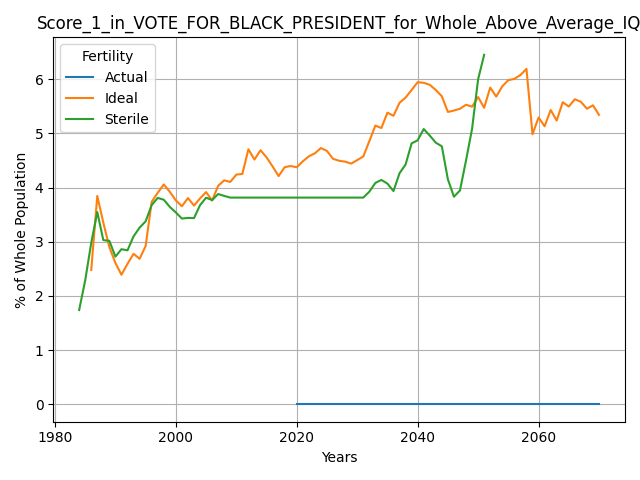 Score_1_in_VOTE_FOR_BLACK_PRESIDENT_for_Whole_Above_Average_IQ
Fertility
Actual
Ideal
Sterile
% of Whole Population
6
5
4
3
2
1
0
1980
2000
2020
2040
2060
Years